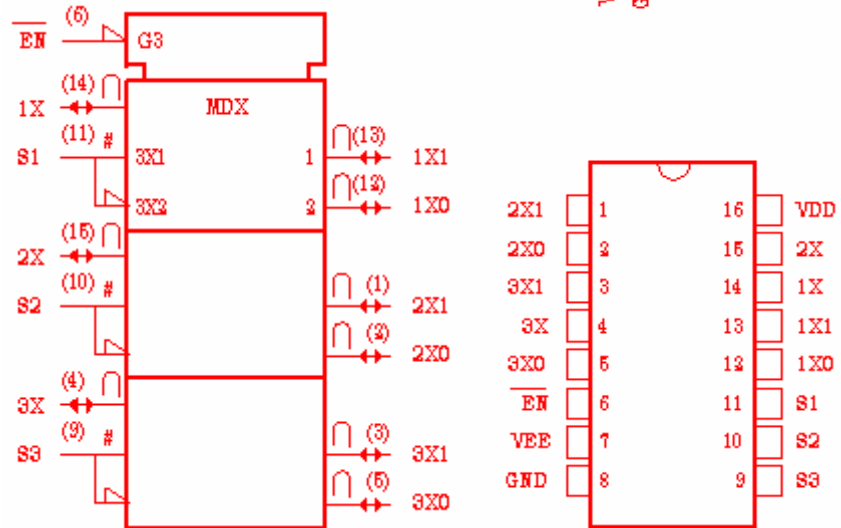 (6)
EN G3
(14)
1X MDX
(11) # (13)
S1 3X1 1 1X1
(12)
3X2 2 1X0
(15)
2X
(10) # (1)
S2 2X1
(2)
2X0
(4)
3X
(9) # (3)
S3 3X1
(5)
3X0
2X1 1 16 VDD
2X0 2 15 2X
3X1 3 14 1X
3X 4 13 1X1
3X0 5 12 1X0
EN 6 11 S1
VEE 7 10 S2
GND 8 9 S3